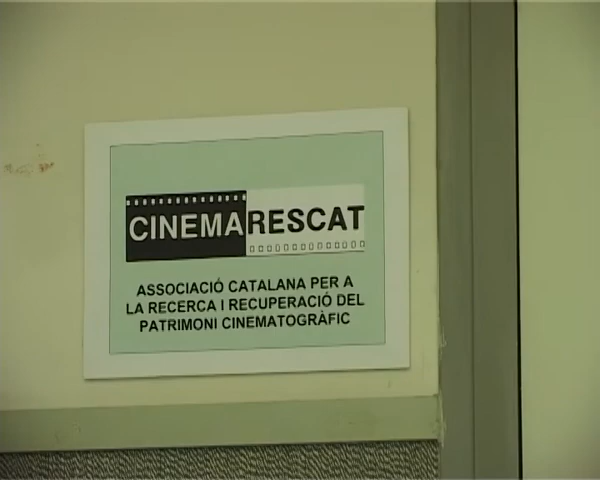 CINEMARESCAT
ASSOCIACIÓ CATALANA PER A
LA RECERCA I RECUPERACIÓ DEL
PATRIMONI CINEMATOGRÀFIC